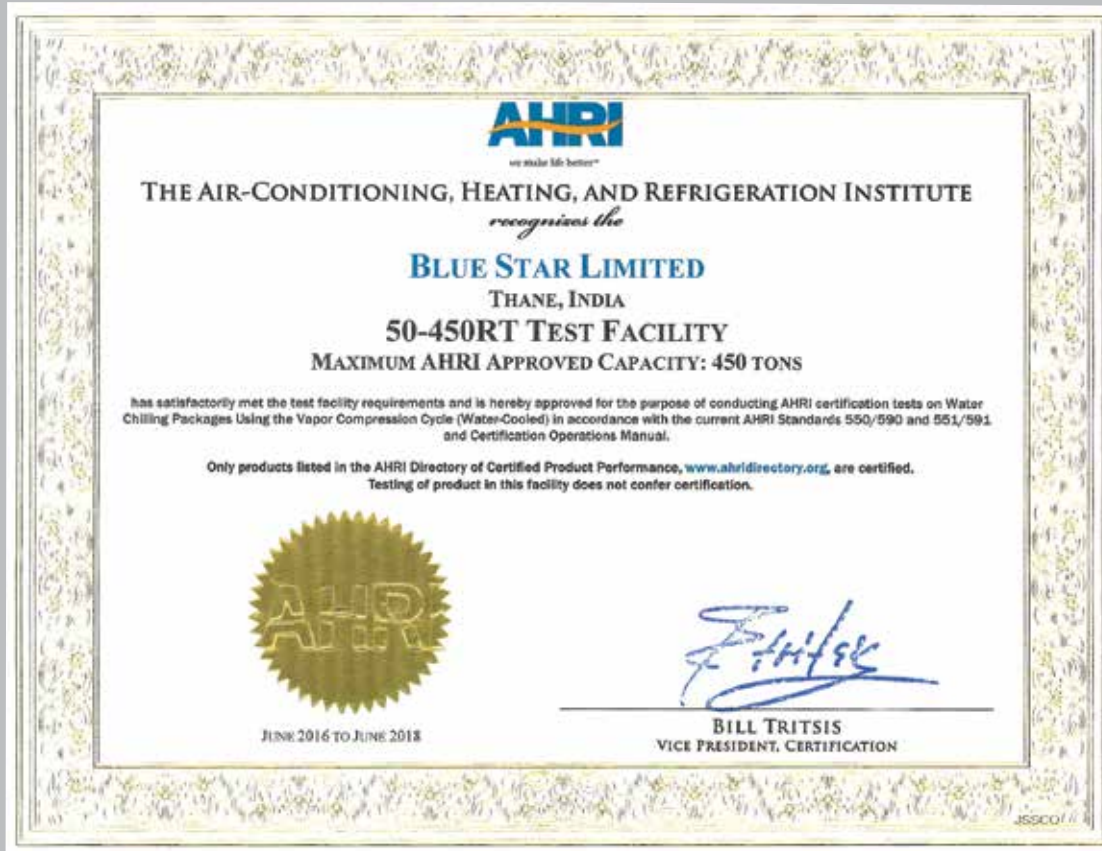 AHRI
we make life better™
THE AIR-CONDITIONING, HEATING, AND REFRIGERATION INSTITUTE
recognizes the
BLUE STAR LIMITED
THANE, INDIA
50-450RT TEST FACILITY
MAXIMUM AHRI APPROVED CAPACITY: 450 TONS
has satisfactorily met the test facility requirements and is hereby approved for the purpose of conducting AHRI certification tests on Water
Chilling Packages Using the Vapor Compression Cycle (Water-Cooled) in accordance with the current AHRI Standards 550/590 and 551/591
and Certification Operations Manual.
Only products listed in the AHRI Directory of Certified Product Performance, www.ahridirectory.org, are certified.
Testing of product in this facility does not confer certification.
AHRI
JUNE 2016 TO JUNE 2018
BILL TRITSIS
VICE PRESIDENT, CERTIFICATION